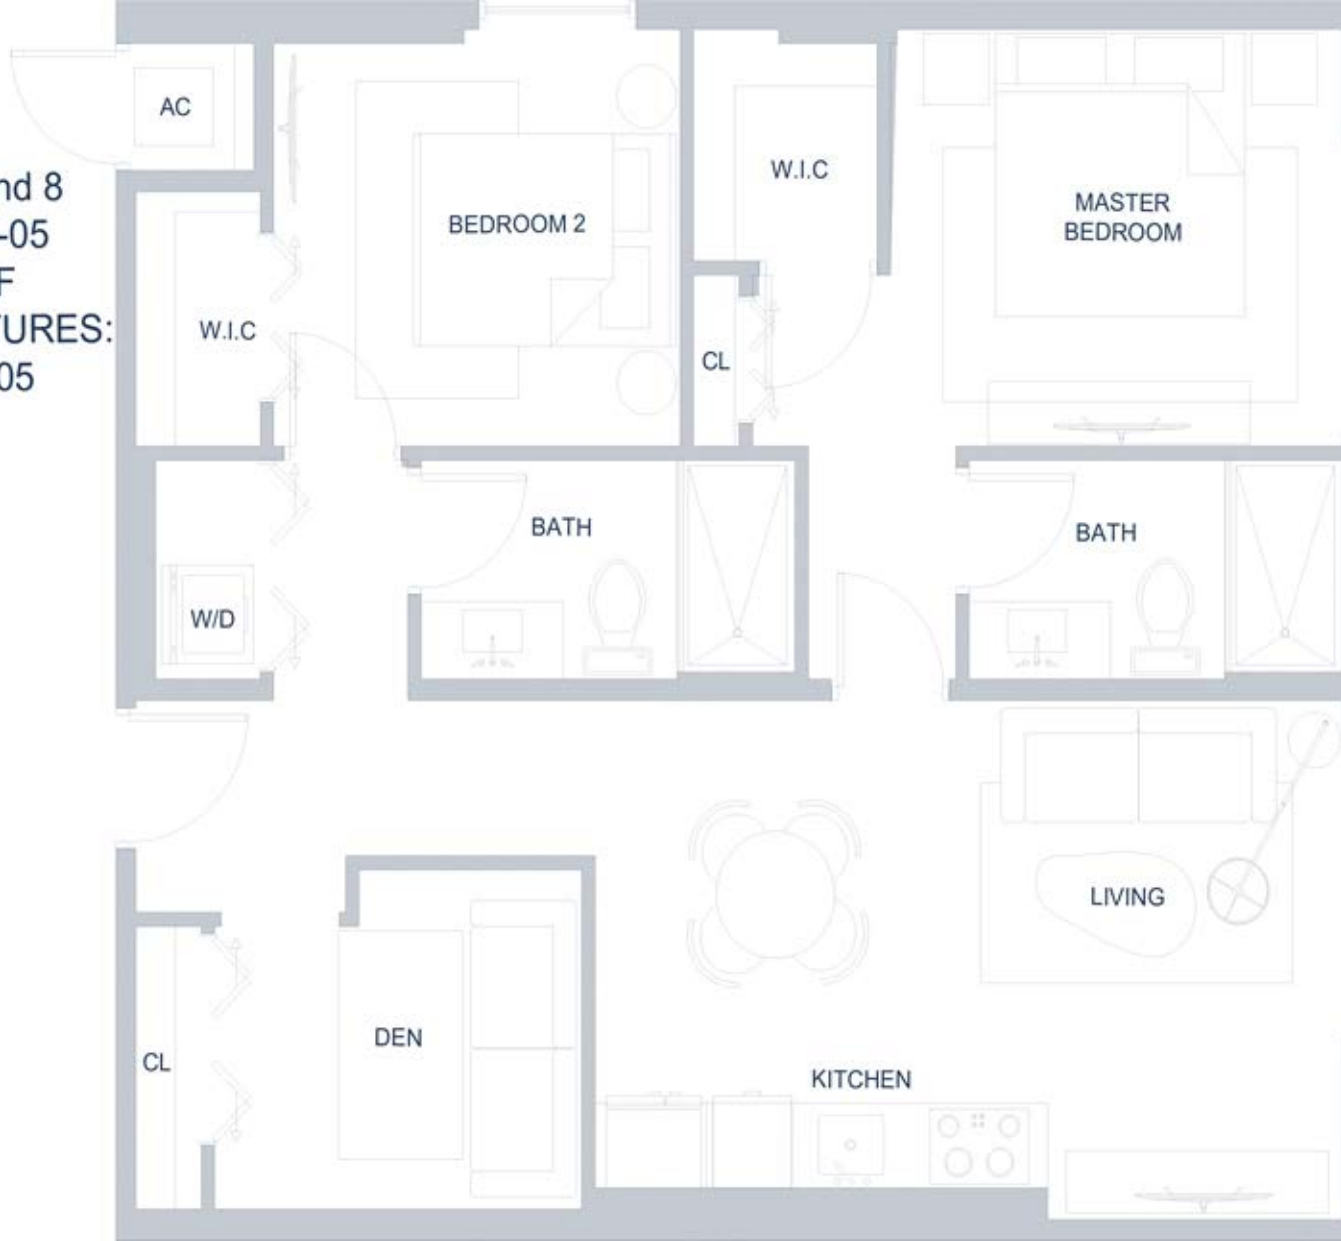 AC
nd 8
-05
F
TURES:
05
W.I.C
BEDROOM 2
W.I.C
MASTER
BEDROOM
CL
W/D
BATH
BATH
LIVING
DEN
CL
KITCHEN